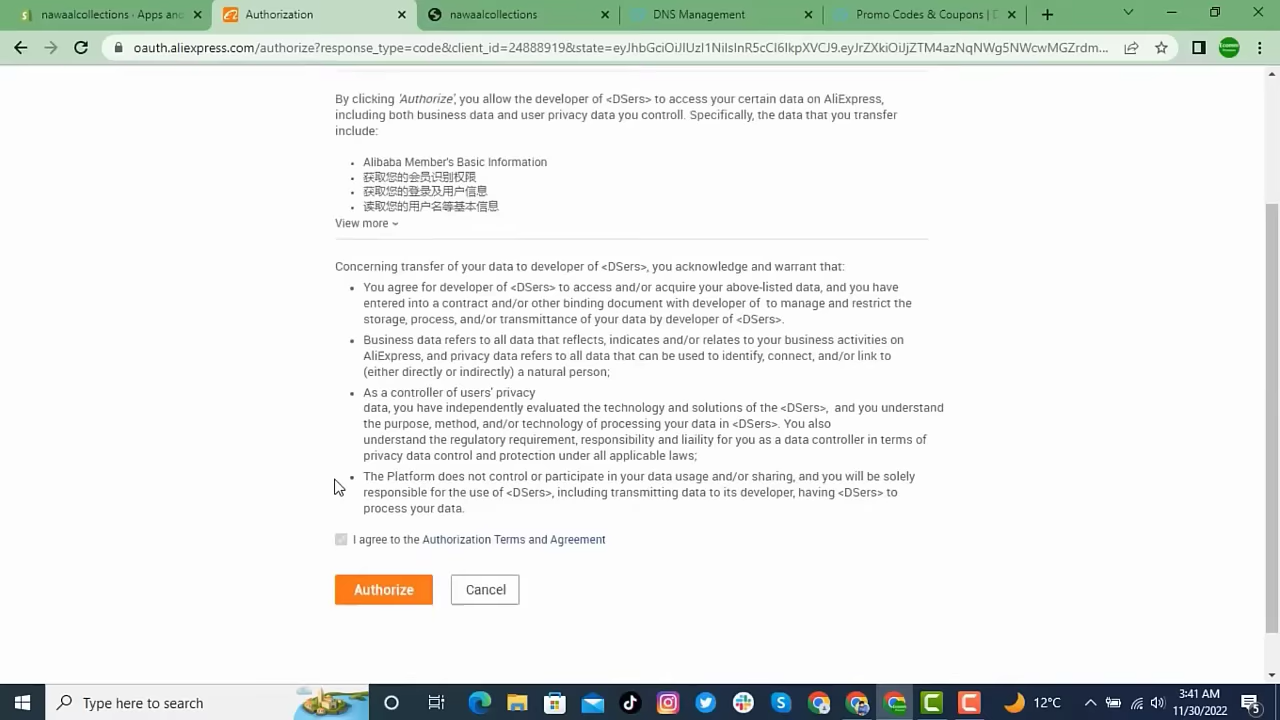 nawaalcollections · Apps and
Authorization
nawaalcollections
DNS Management
Promo Codes & Coupons | D
oauth.aliexpress.com/authorize?response_type=code&client_id=24888919&state=eyJhbGciOiJIUzI1NiIsInR5cCI6IkpXVCJ9.eyJrZXkiOiJjZTM4azNqNWg5NWcwMGZrdm...
By clicking 'Authorize', you allow the developer of <DSers> to access your certain data on AliExpress,
including both business data and user privacy data you controll. Specifically, the data that you transfer
include:
• Alibaba Member's Basic Information
• 获取您的会员识别权限
• 获取您的登录及用户信息
• 读取您的用户名等基本信息
View more
Concerning transfer of your data to developer of <DSers>, you acknowledge and warrant that:
• You agree for developer of <DSers> to access and/or acquire your above-listed data, and you have
entered into a contract and/or other binding document with developer of to manage and restrict the
storage, process, and/or transmittance of your data by developer of <DSers>.
• Business data refers to all data that reflects, indicates and/or relates to your business activities on
AliExpress, and privacy data refers to all data that can be used to identify, connect, and/or link to
(either directly or indirectly) a natural person;
• As a controller of users' privacy
data, you have independently evaluated the technology and solutions of the <DSers>, and you understand
the purpose, method, and/or technology of processing your data in <DSers>. You also
understand the regulatory requirement, responsibility and liaility for you as a data controller in terms of
privacy data control and protection under all applicable laws;
• The Platform does not control or participate in your data usage and/or sharing, and you will be solely
responsible for the use of <DSers>, including transmitting data to its developer, having <DSers> to
process your data.
I agree to the Authorization Terms and Agreement
Authorize
Cancel
Type here to search
12°C
3:41 AM
11/30/2022
5